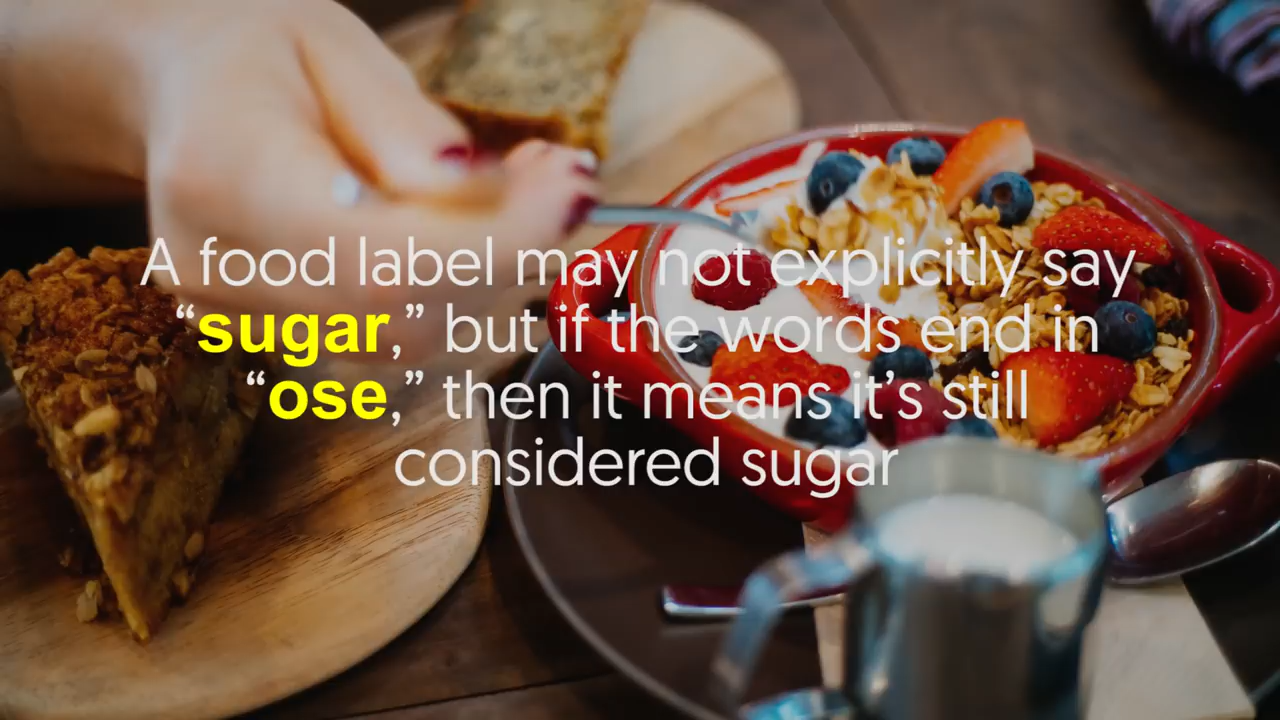 A food label may not explicitly say
“sugar,” but if the words end in
“ose,” then it means it’s still
considered sugar